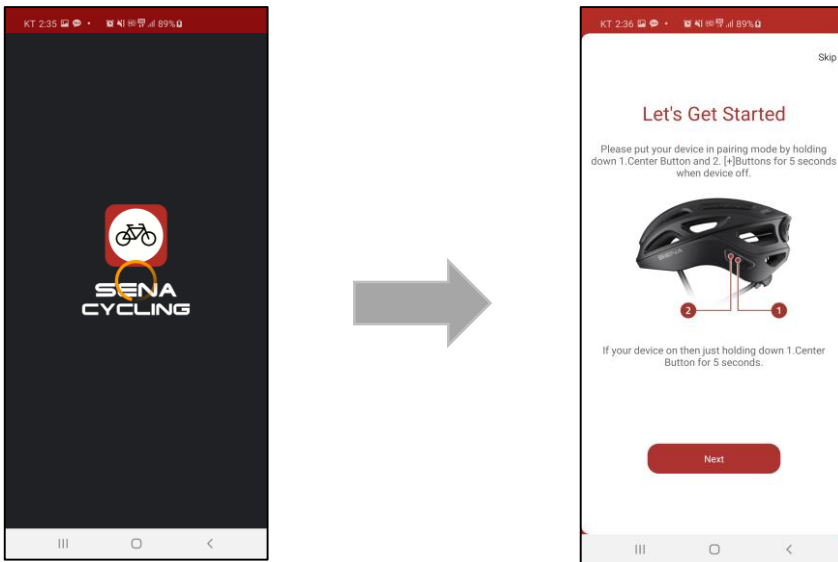 KT 2:35
89%
SENA
CYCLING
KT 2:36
89%
Skip
Let's Get Started
Please put your device in pairing mode by holding
down 1.Center Button and 2. [+]Buttons for 5 seconds
when device off.
SENA
2
1
If your device on then just holding down 1.Center
Button for 5 seconds.
Next